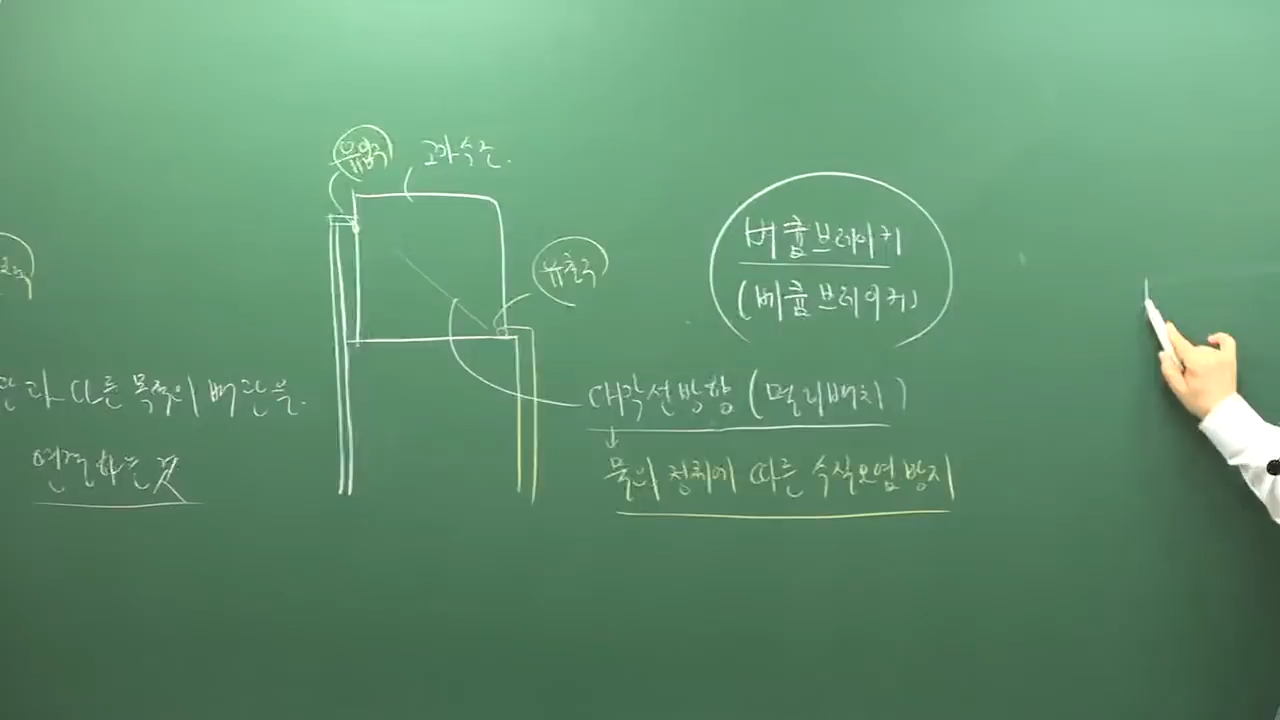 유입구
고가수조.
유출구
버큠브레이키
(베큠브레이커)
다른 목적의 배관을.
연결하는 것
대각선방향 (멀리배치)
↓
물의 정체에 따른 수질오염 방지